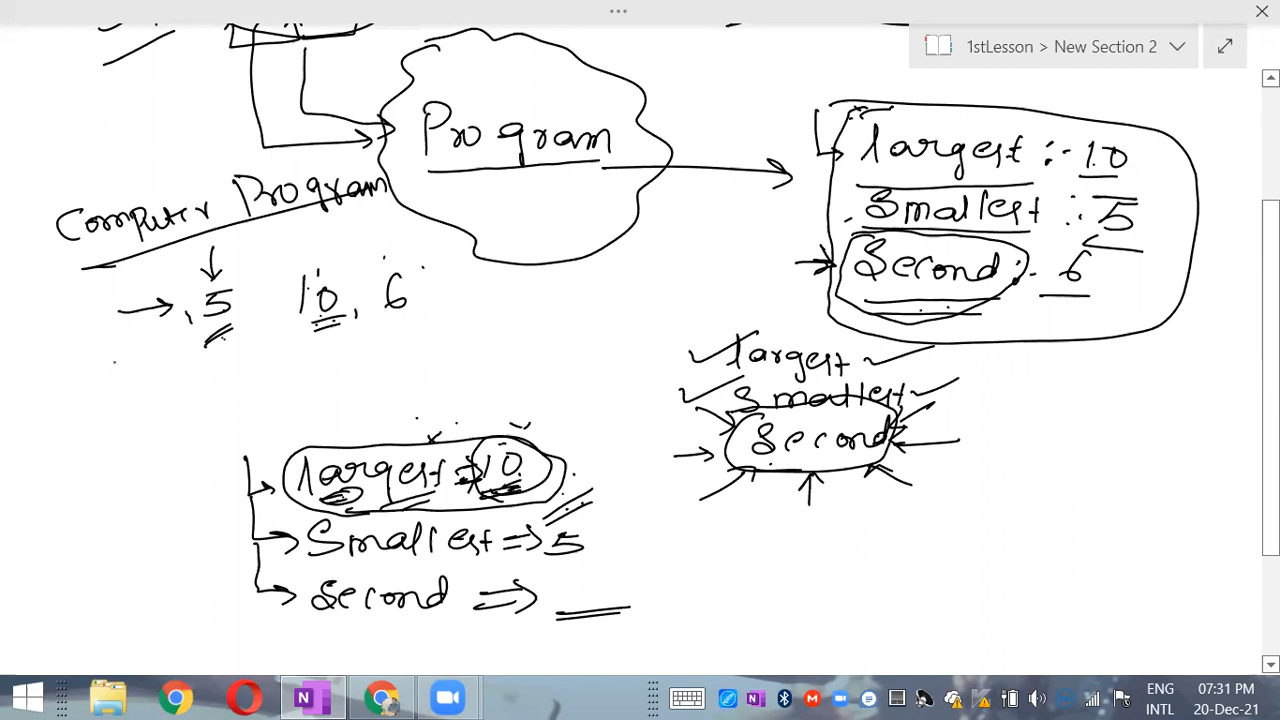 1stLesson > New Section 2
Program
Computer Program
5 10, 6
largest :- 10
Smallest : 5
Second :- 6
largest
Smallest
Second
largest => 10
Smallest => 5
Second =>
ENG
INTL
07:31 PM
20-Dec-21